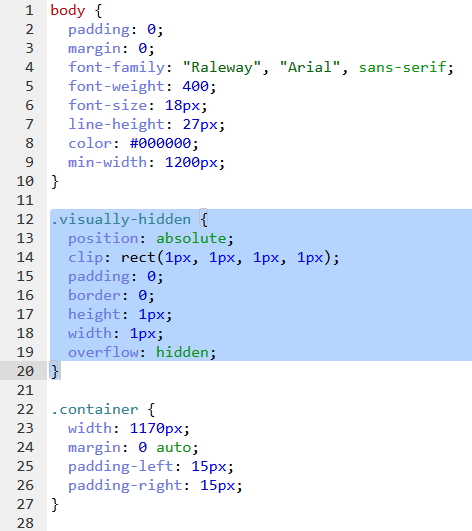 1 body {
2   padding: 0;
3   margin: 0;
4   font-family: "Raleway", "Arial", sans-serif;
5   font-weight: 400;
6   font-size: 18px;
7   line-height: 27px;
8   color: #000000;
9   min-width: 1200px;
10 }
11
12 .visually-hidden {
13   position: absolute;
14   clip: rect(1px, 1px, 1px, 1px);
15   padding: 0;
16   border: 0;
17   height: 1px;
18   width: 1px;
19   overflow: hidden;
20 }
21
22 .container {
23   width: 1170px;
24   margin: 0 auto;
25   padding-left: 15px;
26   padding-right: 15px;
27 }
28